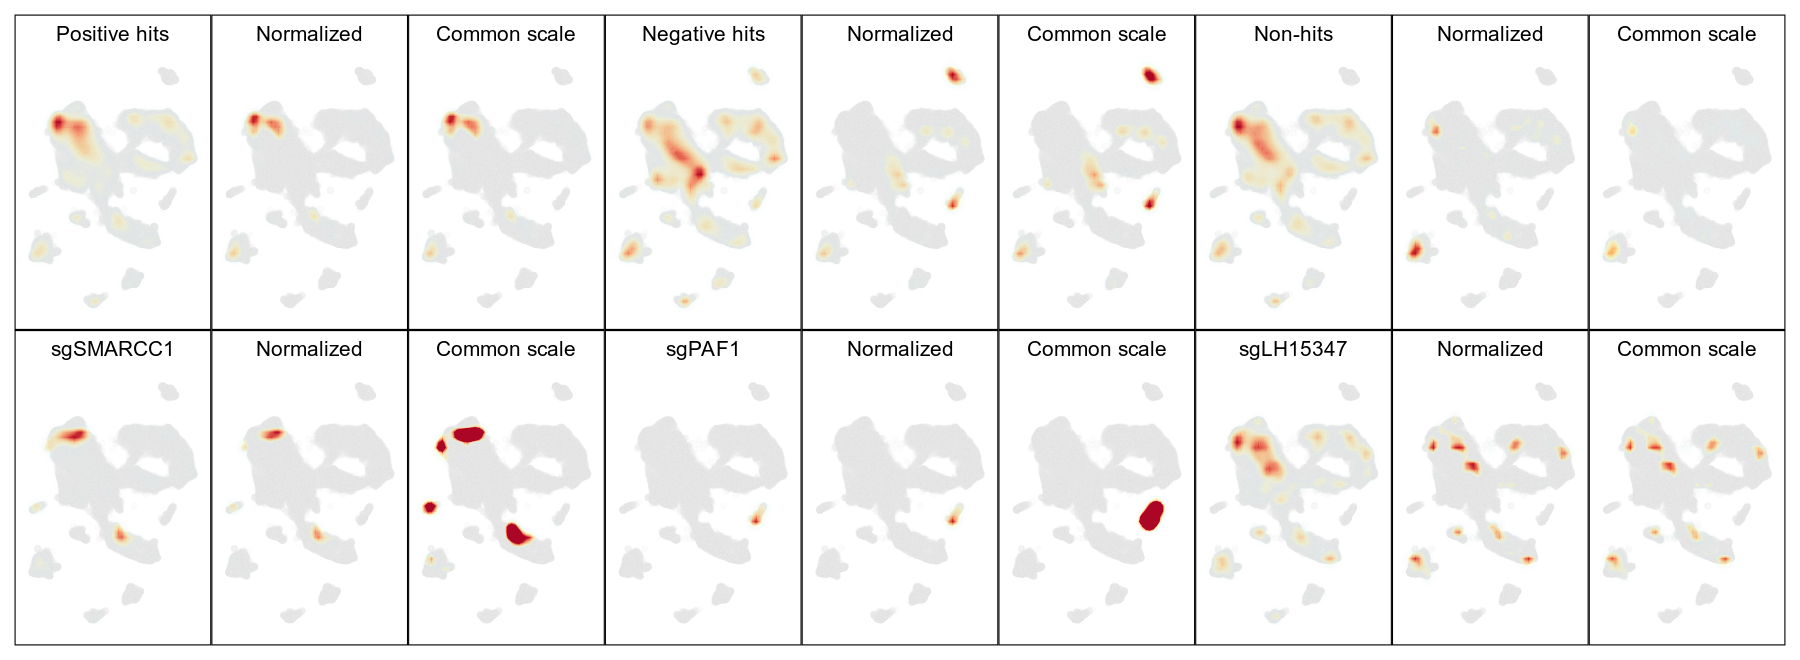 Positive hits
Normalized
Common scale
Negative hits
Normalized
Common scale
Non-hits
Normalized
Common scale
sgSMARCC1
Normalized
Common scale
sgPAF1
Normalized
Common scale
sgLH15347
Normalized
Common scale